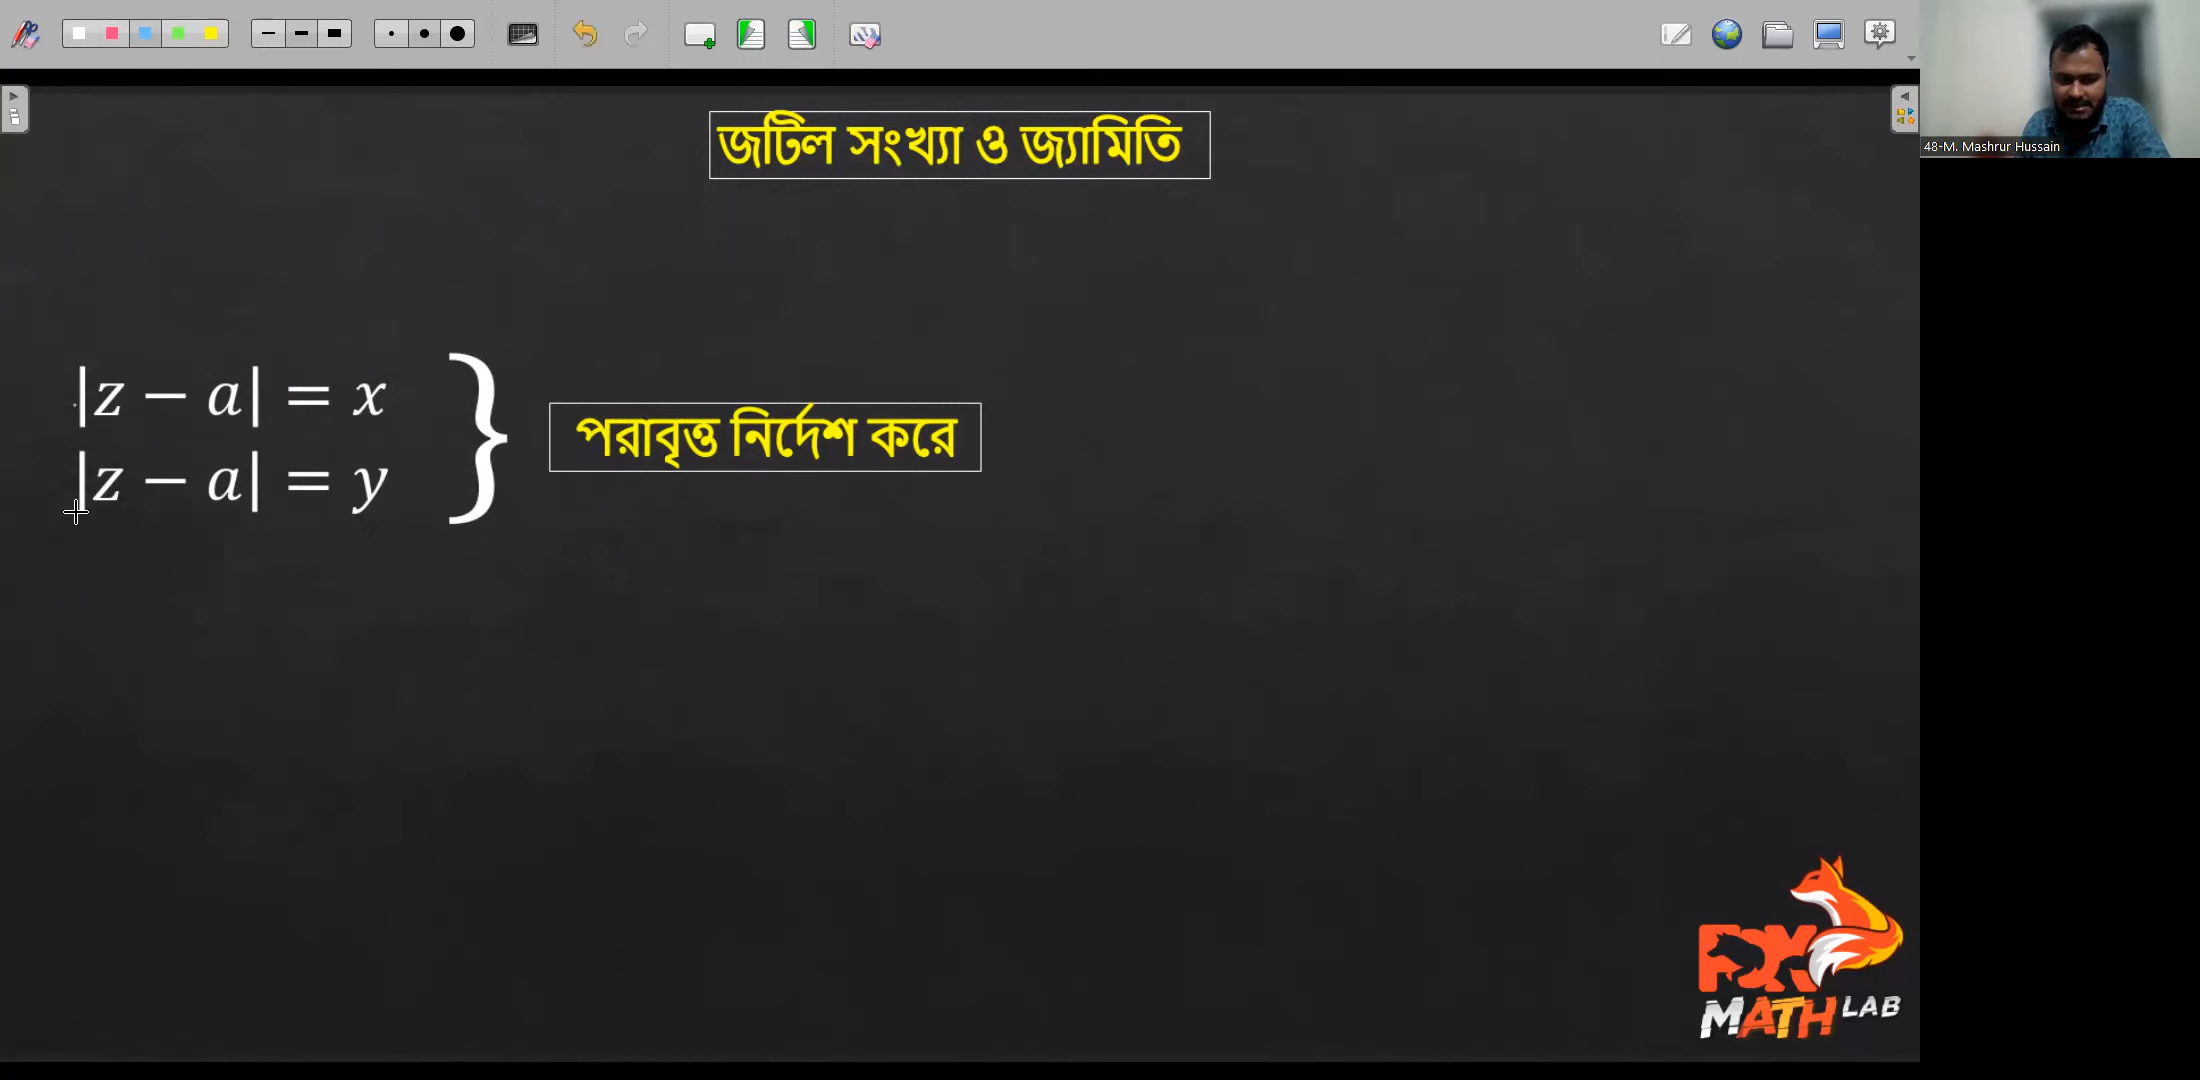 48-M. Mashrur Hussain
জটিল সংখ্যা ও জ্যামিতি
|z − a| = x
|z − a| = y
পরাবৃত্ত নির্দেশ করে
FOX
MATH LAB